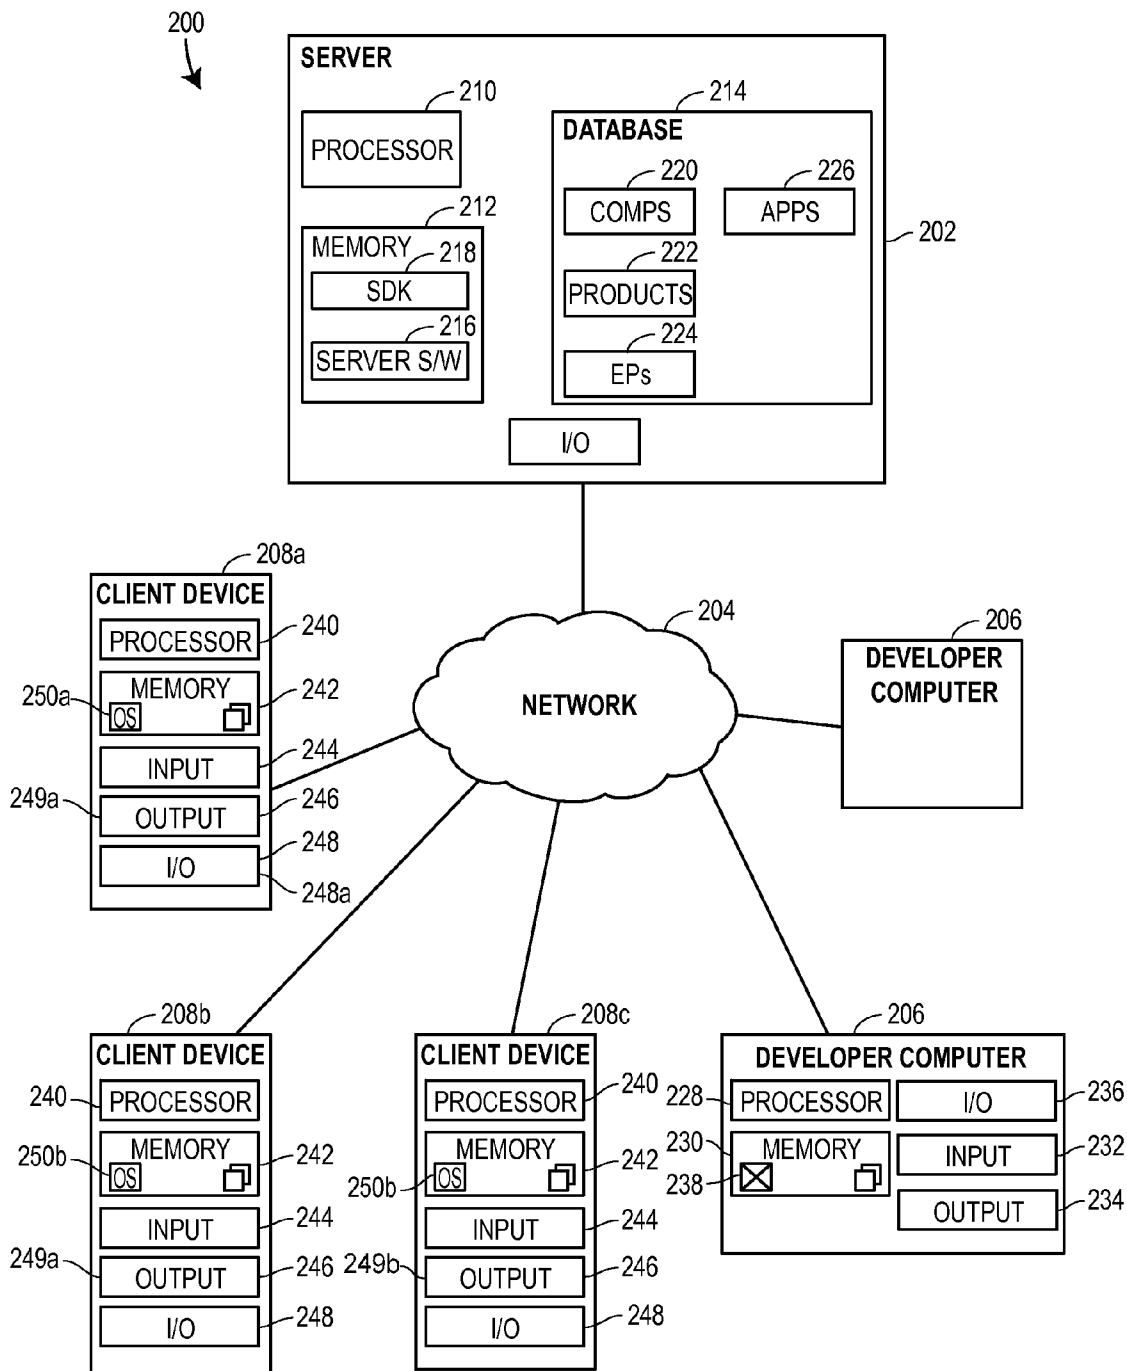 200
SERVER
210
PROCESSOR
212
MEMORY
218
SDK
216
SERVER S/W
214
DATABASE
220
COMPS
226
APPS
222
PRODUCTS
224
EPs
202
I/O
204
NETWORK
208a
CLIENT DEVICE
PROCESSOR
240
MEMORY
250a
OS
242
INPUT
244
249a
OUTPUT
246
I/O
248
248a
206
DEVELOPER
COMPUTER
208b
CLIENT DEVICE
240
PROCESSOR
MEMORY
250b
OS
242
INPUT
244
249a
OUTPUT
246
I/O
248
208c
CLIENT DEVICE
PROCESSOR
240
MEMORY
250b
OS
242
INPUT
244
249b
OUTPUT
246
I/O
248
206
DEVELOPER COMPUTER
228
PROCESSOR
I/O
236
230
MEMORY
238
INPUT
232
OUTPUT
234